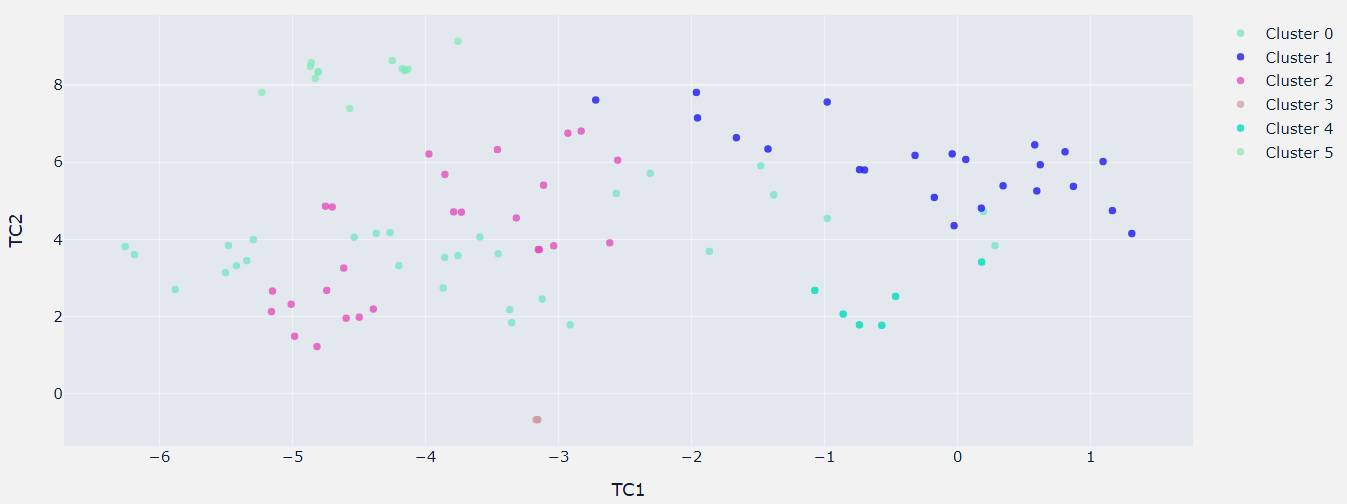 Cluster 0
Cluster 1
Cluster 2
Cluster 3
Cluster 4
Cluster 5
TC2
8
6
4
2
0
−6 −5 −4 −3 −2 −1 0 1
TC1